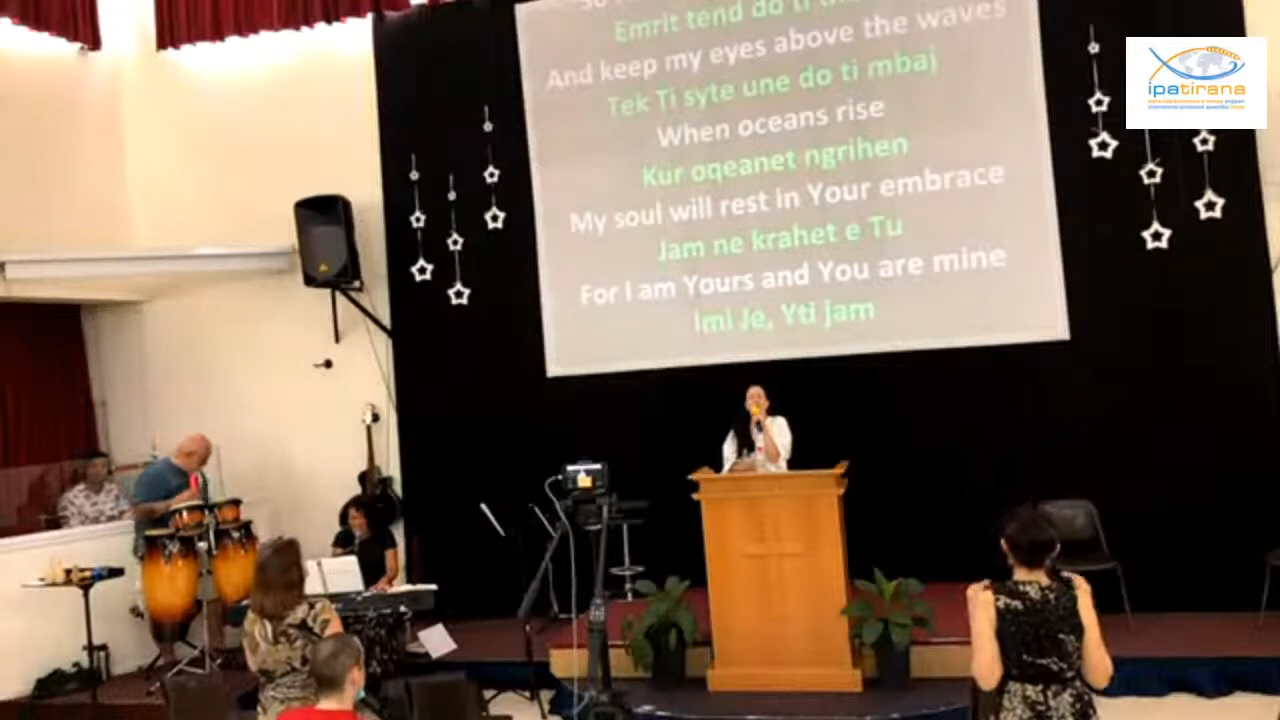 Emrit tend do ti
And keep my eyes above the waves
Tek Ti syte une do ti mbaj
When oceans rise
Kur oqeanet ngrihen
My soul will rest in Your embrace
Jam ne krahet e Tu
For I am Yours and You are mine
Imi Je, Yti jam
ipatirana